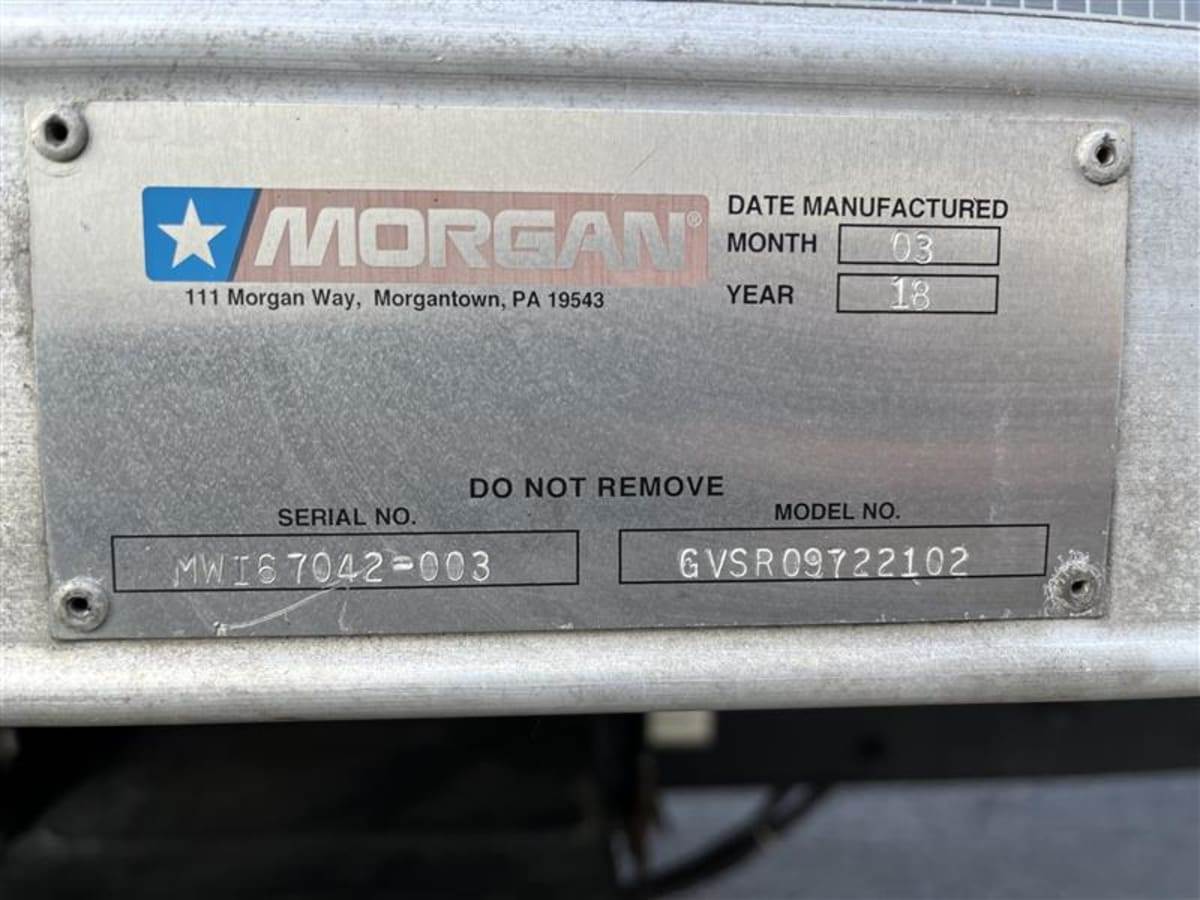 MORGAN®
111 Morgan Way, Morgantown, PA 19543
DATE MANUFACTURED
MONTH 03
YEAR 18
DO NOT REMOVE
SERIAL NO.
MWI67042-003
MODEL NO.
GVSR09722102